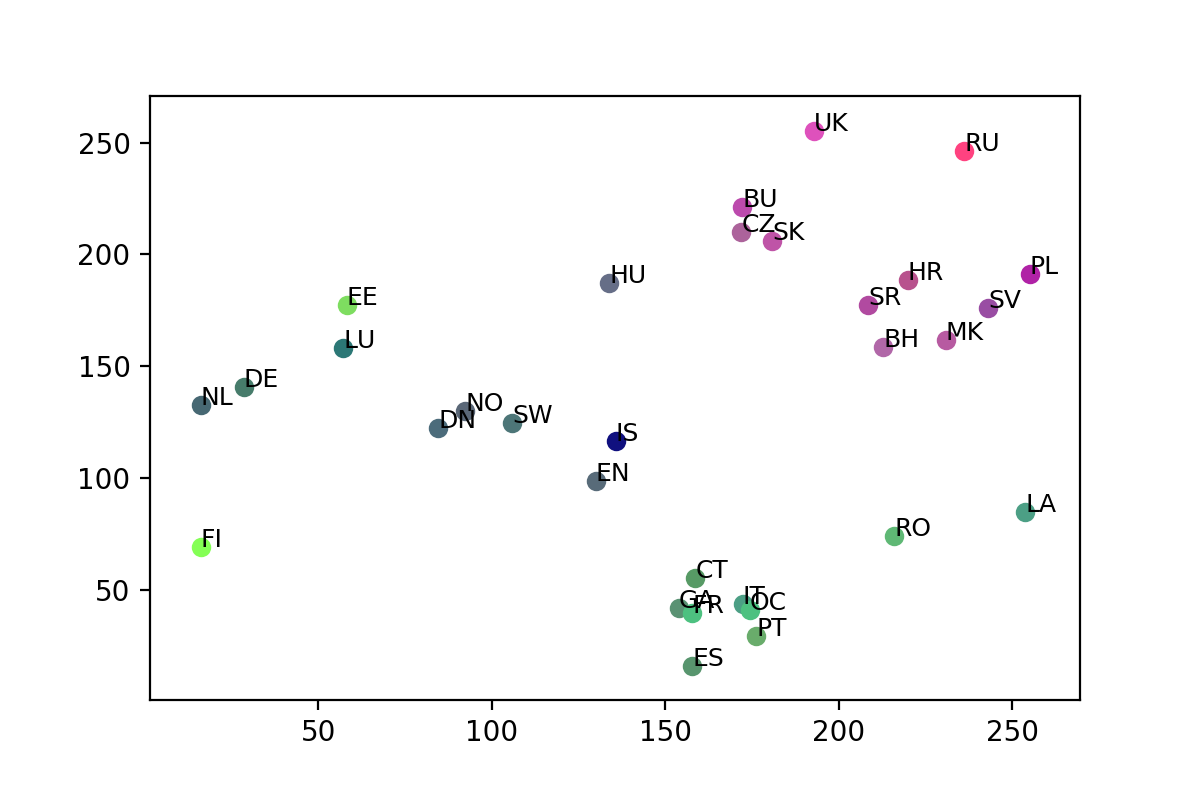 UK
250
RU
BU
CZ
SK
200
HU
HR
PL
EE
SR
SV
LU
BH
MK
150
DE
NL
NO
DN
SW
IS
100
EN
LA
RO
FI
CT
50
GA
FR
IT
OC
PT
ES
50
100
150
200
250